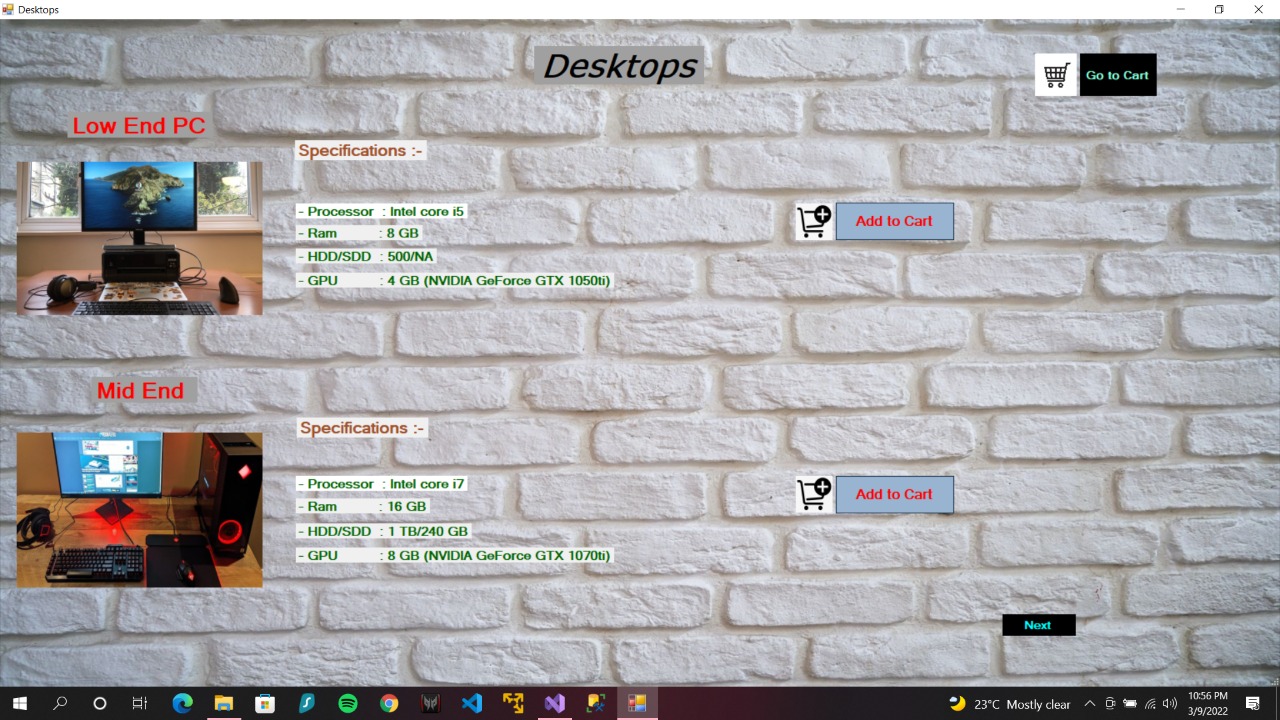 Desktops
Desktops
Go to Cart
Low End PC
Specifications :-
- Processor : Intel core i5
- Ram : 8 GB
- HDD/SDD : 500/NA
- GPU : 4 GB (NVIDIA GeForce GTX 1050ti)
Add to Cart
Mid End
Specifications :-
- Processor : Intel core i7
- Ram : 16 GB
- HDD/SDD : 1 TB/240 GB
- GPU : 8 GB (NVIDIA GeForce GTX 1070ti)
Add to Cart
Next
23°C Mostly clear
10:56 PM
3/9/2022